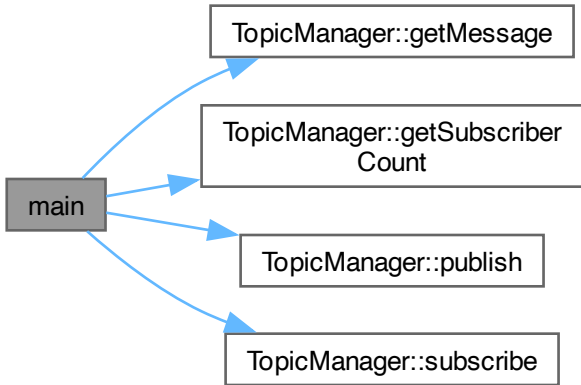 TopicManager::getMessage
TopicManager::getSubscriber
Count
main
TopicManager::publish
TopicManager::subscribe